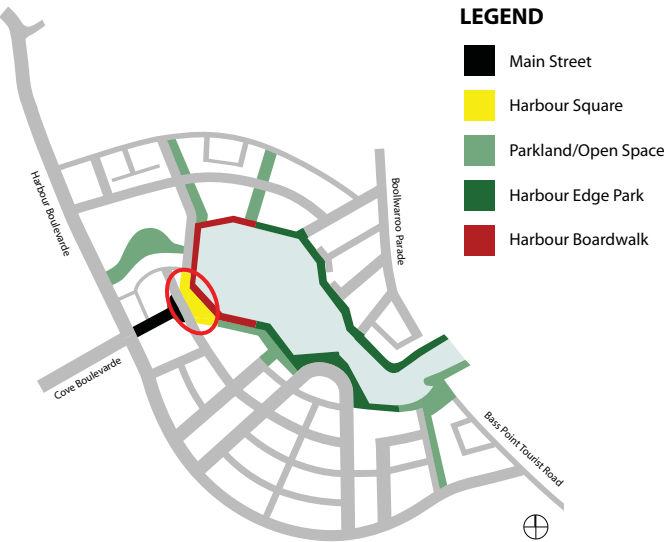 LEGEND
Main Street
Harbour Square
Parkland/Open Space
Harbour Edge Park
Harbour Boardwalk
Harbour Boulevarde
Boollwarroo Parade
Cove Boulevarde
Bass Point Tourist Road